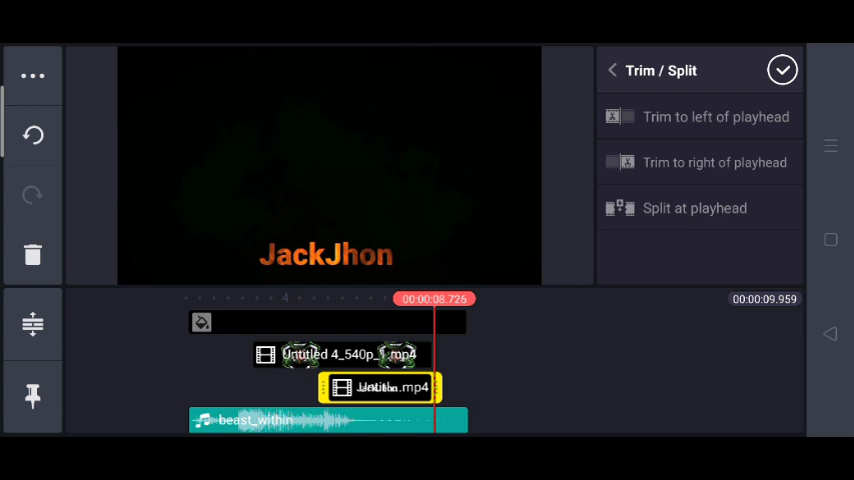 Trim / Split
Trim to left of playhead
Trim to right of playhead
Split at playhead
JackJhon
4
00:00:08.726
00:00:09.959
Untitled 4_540p_1.mp4
.mp4
beast_within